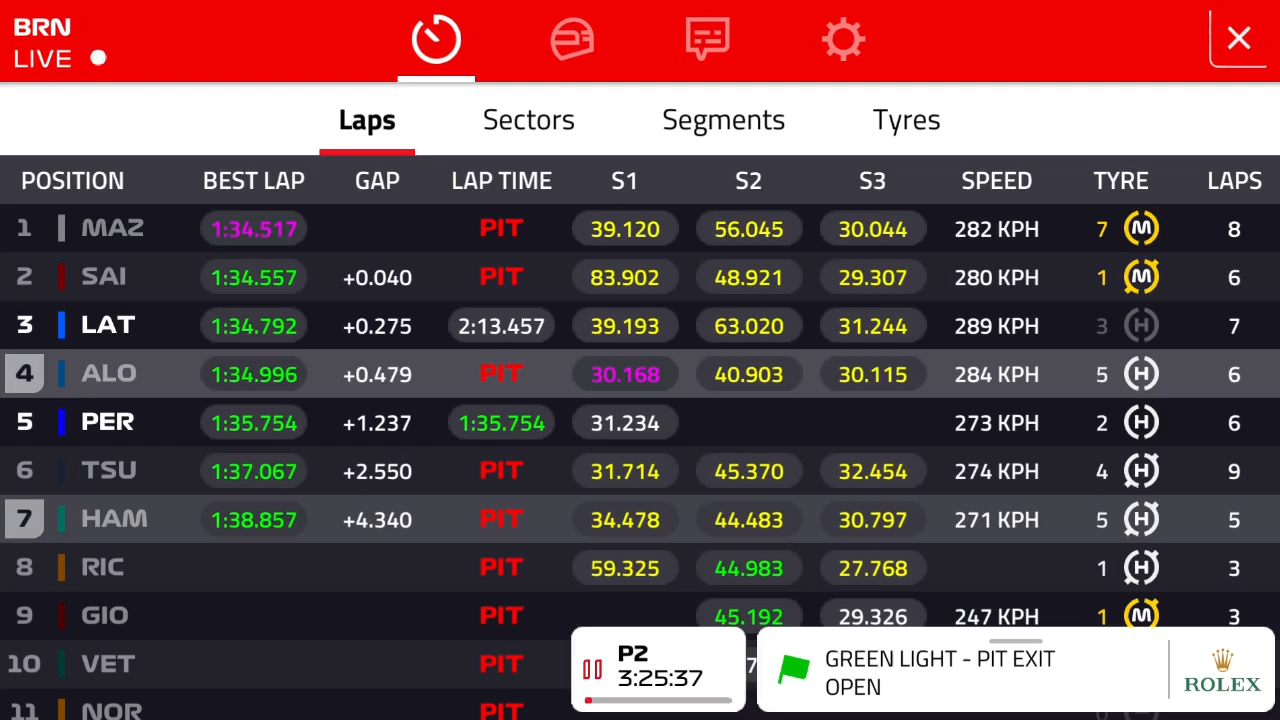 BRN
LIVE
Laps Sectors Segments Tyres
POSITION BEST LAP GAP LAP TIME S1 S2 S3 SPEED TYRE LAPS
1 MAZ 1:34.517 PIT 39.120 56.045 30.044 282 KPH 7 M 8
2 SAI 1:34.557 +0.040 PIT 83.902 48.921 29.307 280 KPH 1 M 6
3 LAT 1:34.792 +0.275 2:13.457 39.193 63.020 31.244 289 KPH 3 H 7
4 ALO 1:34.996 +0.479 PIT 30.168 40.903 30.115 284 KPH 5 H 6
5 PER 1:35.754 +1.237 1:35.754 31.234 273 KPH 2 H 6
6 TSU 1:37.067 +2.550 PIT 31.714 45.370 32.454 274 KPH 4 H 9
7 HAM 1:38.857 +4.340 PIT 34.478 44.483 30.797 271 KPH 5 H 5
8 RIC PIT 59.325 44.983 27.768 1 H 3
9 GIO PIT 45.192 29.326 247 KPH 1 M 3
10 VET PIT
11 NOR PIT
P2
3:25:37
GREEN LIGHT - PIT EXIT
OPEN
ROLEX